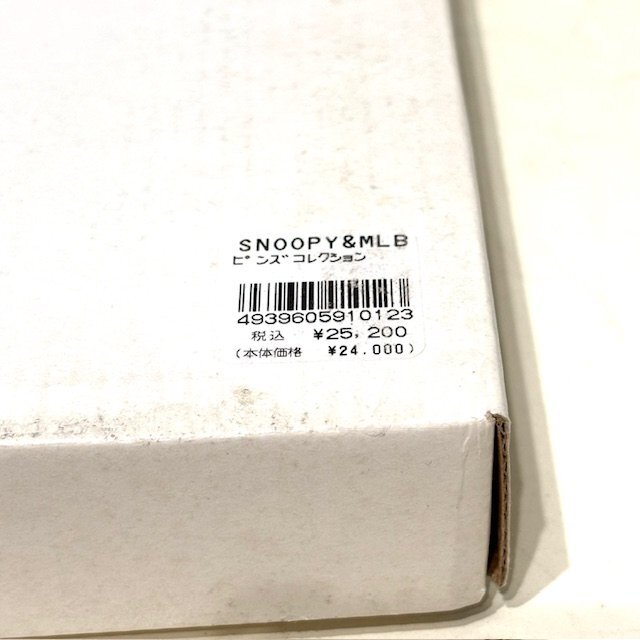 SNOOPY&MLB
ピンズコレクション
4939605910123
税込 ¥25,200
(本体価格 ¥24.000)